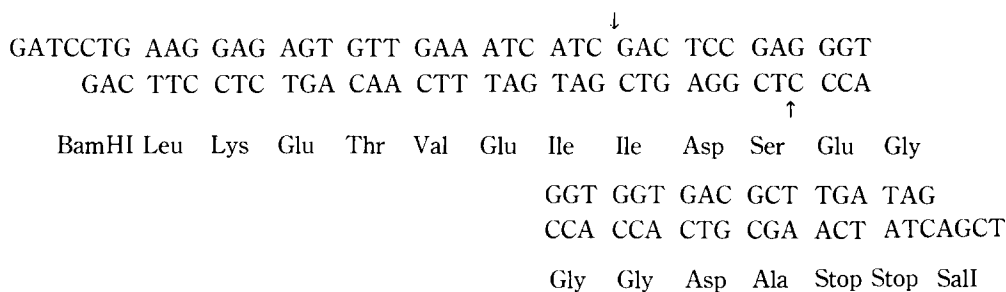 ↓
GATCCTG AAG GAG AGT GTT GAA ATC ATC GAC TCC GAG GGT
GAC TTC CTC TGA CAA CTT TAG TAG CTG AGG CTC CCA
↑
BamHI Leu Lys Glu Thr Val Glu Ile Ile Asp Ser Glu Gly
GGT GGT GAC GCT TGA TAG
CCA CCA CTG CGA ACT ATCAGCT
Gly Gly Asp Ala Stop Stop SalI